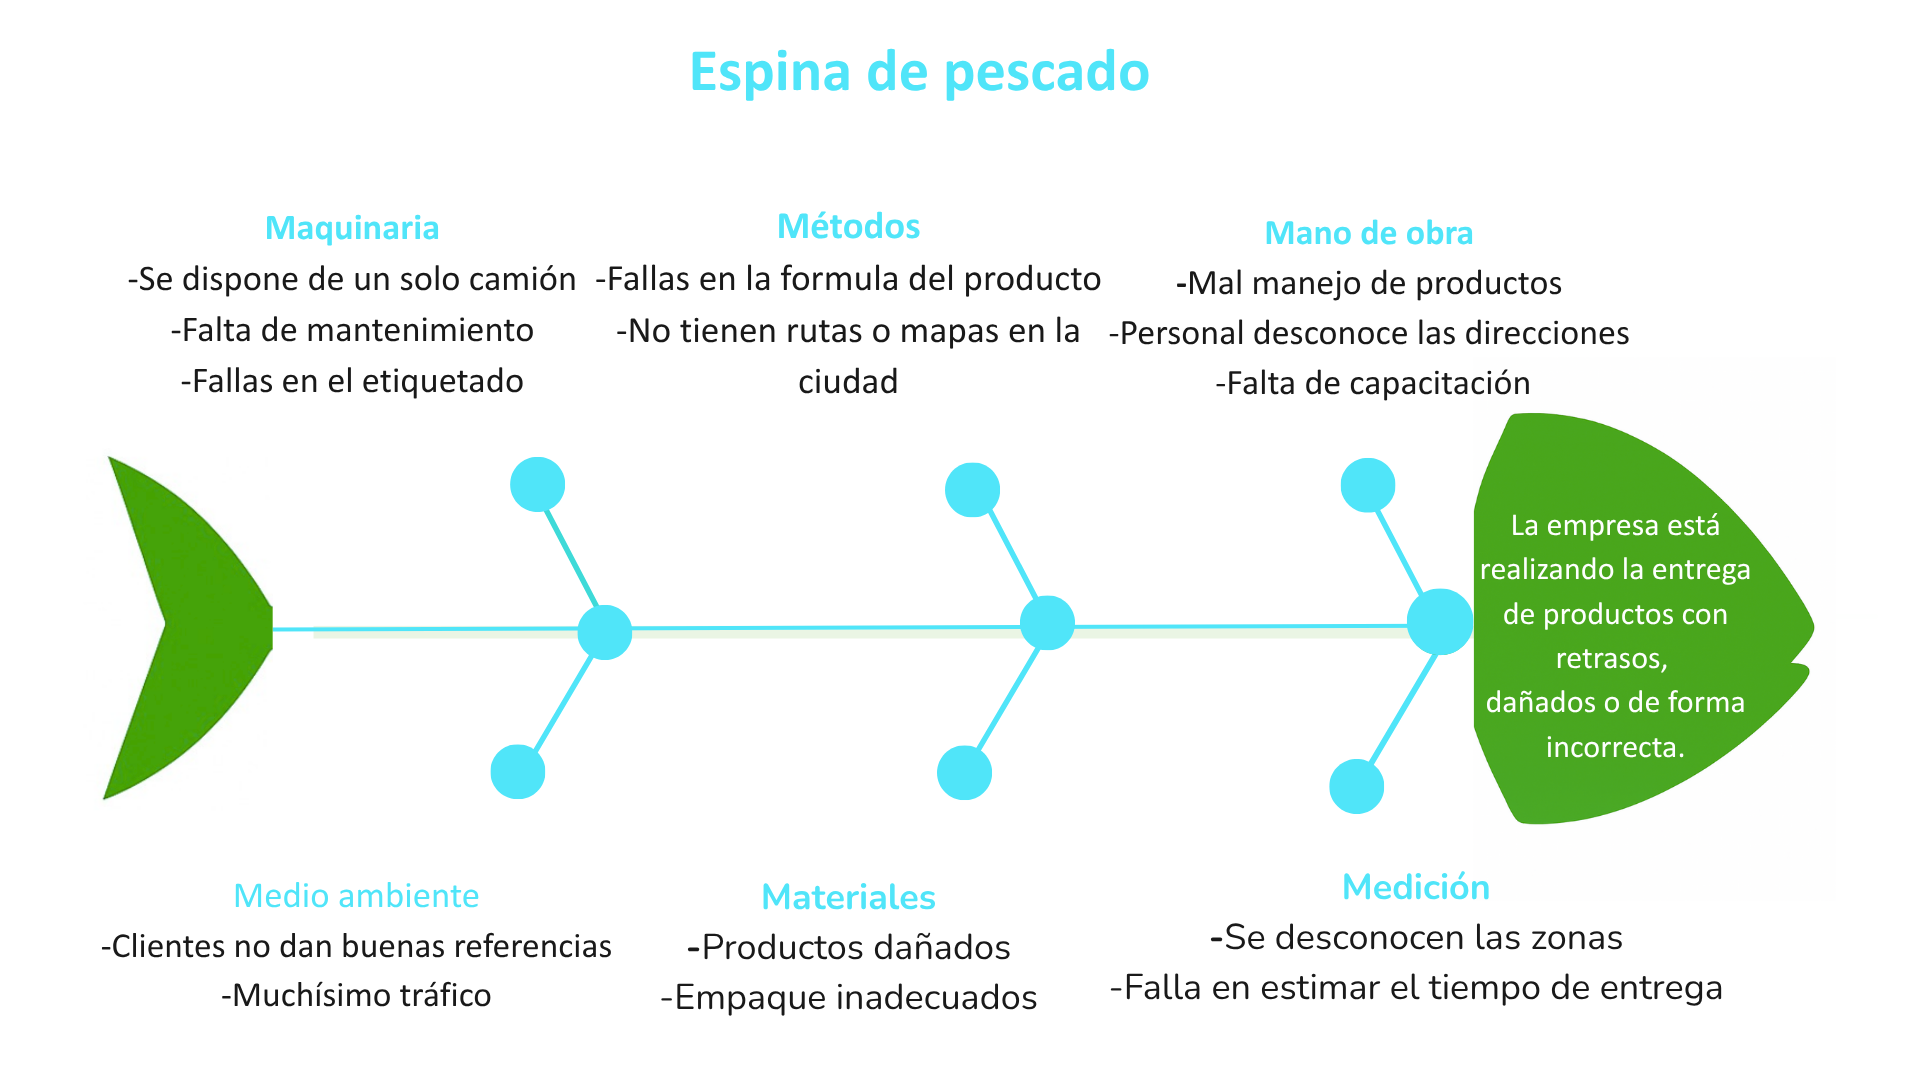 Espina de pescado
Maquinaria
-Se dispone de un solo camión
-Falta de mantenimiento
-Fallas en el etiquetado
Métodos
-Fallas en la formula del producto
-No tienen rutas o mapas en la
ciudad
Mano de obra
-Mal manejo de productos
-Personal desconoce las direcciones
-Falta de capacitación
La empresa está
realizando la entrega
de productos con
retrasos,
dañados o de forma
incorrecta.
Medio ambiente
-Clientes no dan buenas referencias
-Muchísimo tráfico
Materiales
-Productos dañados
-Empaque inadecuados
Medición
-Se desconocen las zonas
-Falla en estimar el tiempo de entrega